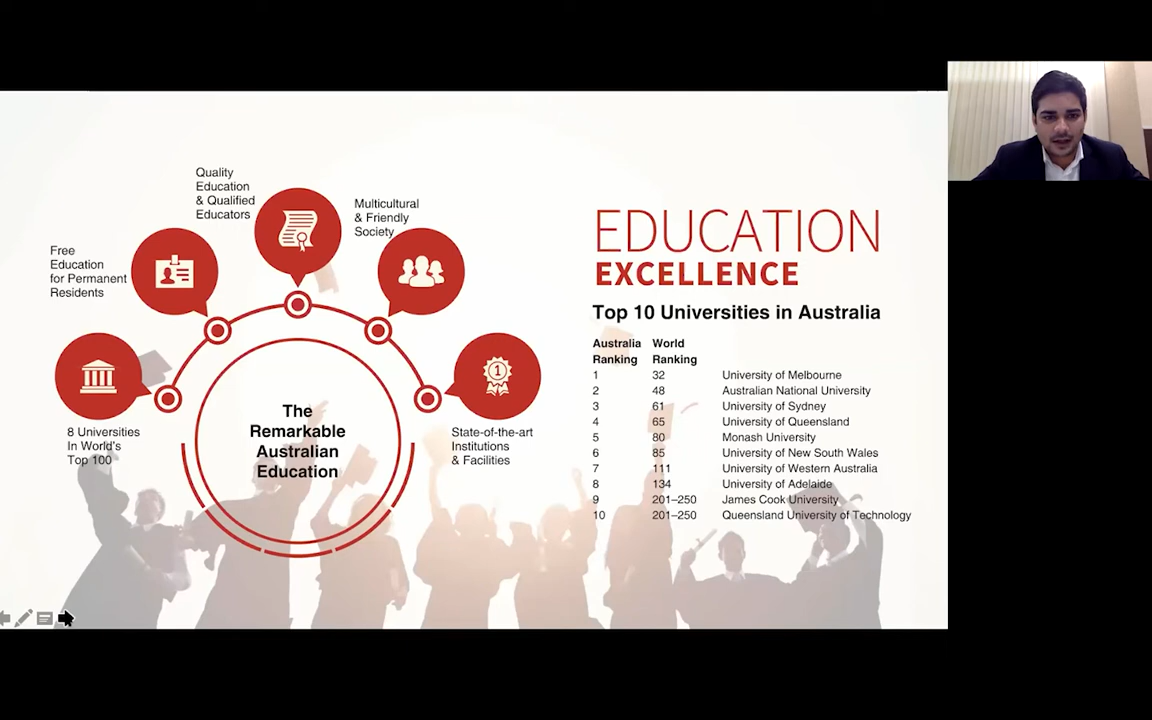 Quality
Education
& Qualified
Educators
Multicultural
& Friendly
Society
Free
Education
for Permanent
Residents
8 Universities
In World's
Top 100
The
Remarkable
Australian
Education
1
State-of-the-art
Institutions
& Facilities
EDUCATION
EXCELLENCE
Top 10 Universities in Australia
Australia World
Ranking Ranking
1 32 University of Melbourne
2 48 Australian National University
3 61 University of Sydney
4 65 University of Queensland
5 80 Monash University
6 85 University of New South Wales
7 111 University of Western Australia
8 134 University of Adelaide
9 201–250 James Cook University
10 201–250 Queensland University of Technology